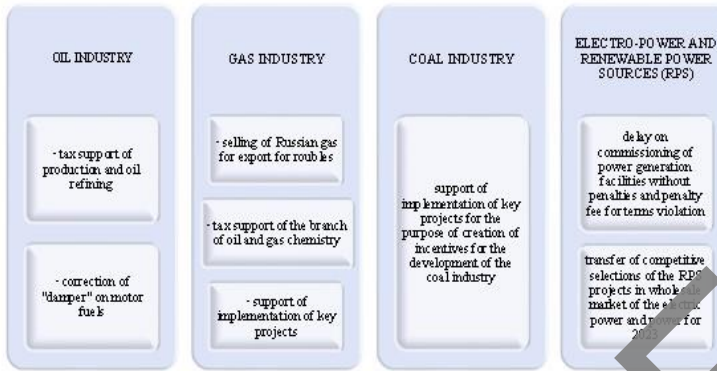 OIL INDUSTRY
- tax support of
production and oil
refining
- correction of
"damper" on motor
fuels
GAS INDUSTRY
- selling of Russian gas
for export for roubles
- tax support of the branch
of oil and gas chemistry
- support of
implementation of key
projects
COAL INDUSTRY
support of
implementation of key
projects for the
purpose of creation of
incentives for the
development of the
coal industry
ELECTRO-POWER AND
RENEWABLE POWER
SOURCES (RPS)
delay on
commissioning of
power generation
facilities without
penalties and penalty
fee for terms violation
transfer of competitive
selections of the RPS
projects in wholesale
market of the electric
power and power for
2023